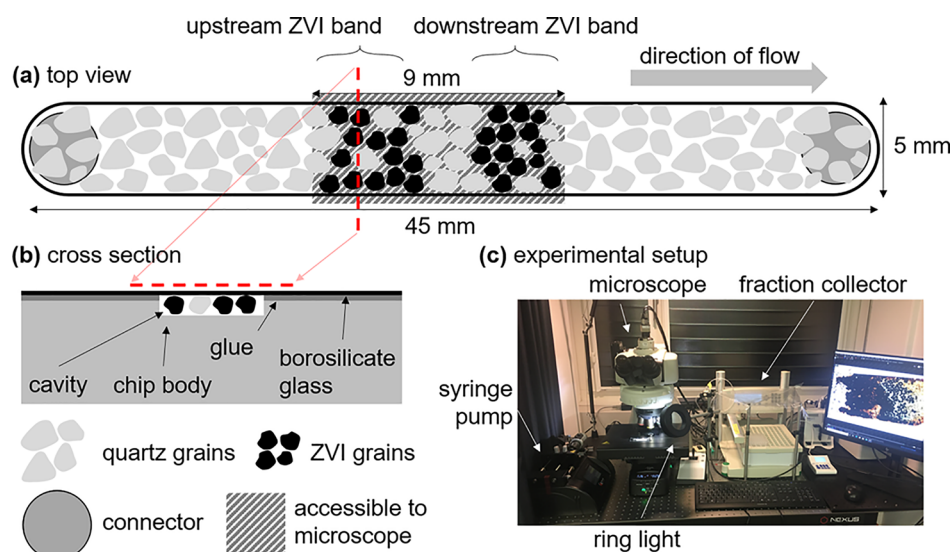 upstream ZVI band
downstream ZVI band
(a) top view
9 mm
direction of flow
5 mm
45 mm
(b) cross section
(c) experimental setup
microscope
fraction collector
glue
borosilicate
glass
cavity
chip body
syringe
pump
quartz grains
ZVI grains
connector
accessible to
microscope
ring light
NEXUS